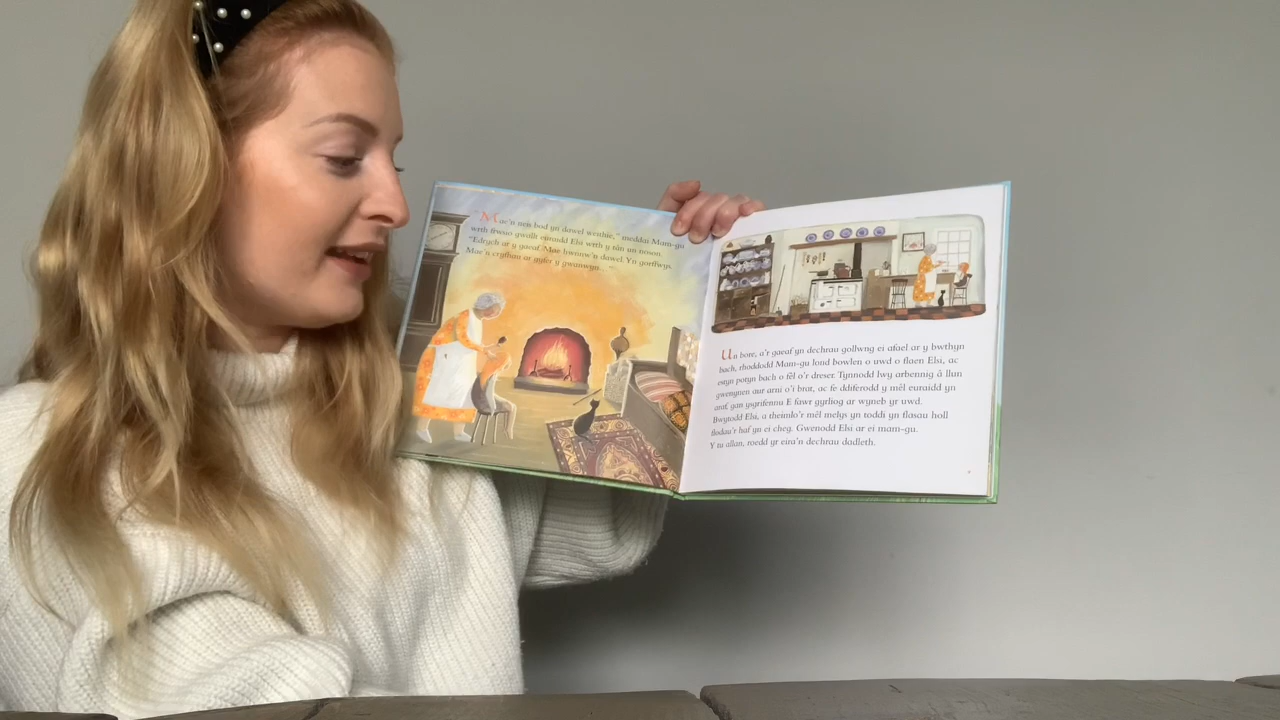 Mae'n neis bod yn dawel weithie," meddai Mam-gu
wrth frwsio gwallt euraidd Elsi wrth y tân un noson.
"Edrych ar y gaeaf. Mae hwnnw'n dawel. Yn gorffwys.
Mae'n cryfhau ar gyfer y gwanwyn..."
Un bore, a'r gaeaf yn dechrau gollwng ei afael ar y bwthyn
bach, rhoddodd Mam-gu lond bowlen o uwd o flaen Elsi, ac
estyn potyn bach o fêl o'r dreser. Tynnodd lwy arbennig â llun
gwenynen aur arni o'i brat, ac fe ddiferodd y mêl euraidd yn
araf, gan ysgrifennu E fawr gyrliog ar wyneb yr uwd.
Bwytodd Elsi, a theimlo'r mêl melys yn toddi yn flasau holl
flodau'r haf yn ei cheg. Gwenodd Elsi ar ei mam-gu.
Y tu allan, roedd yr eira'n dechrau dadleth.